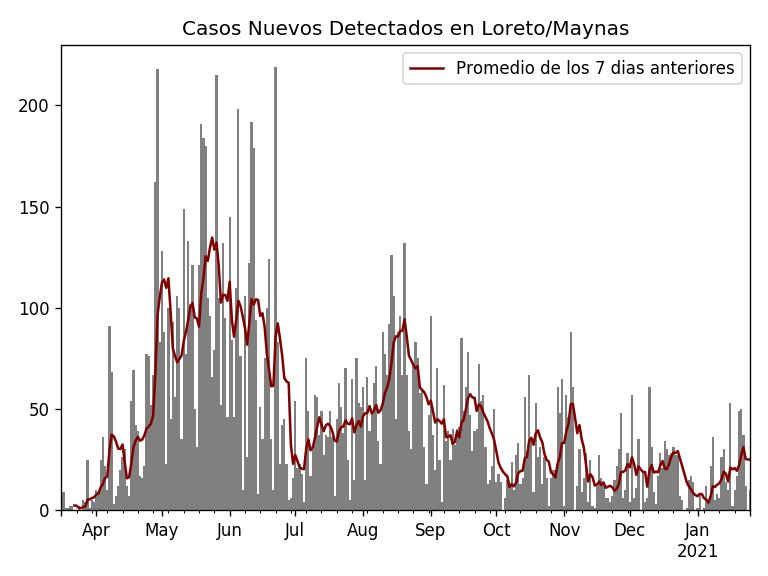 Casos Nuevos Detectados en Loreto/Maynas
Promedio de los 7 dias anteriores
200
150
100
50
0
Apr May Jun Jul Aug Sep Oct Nov Dec Jan
2021